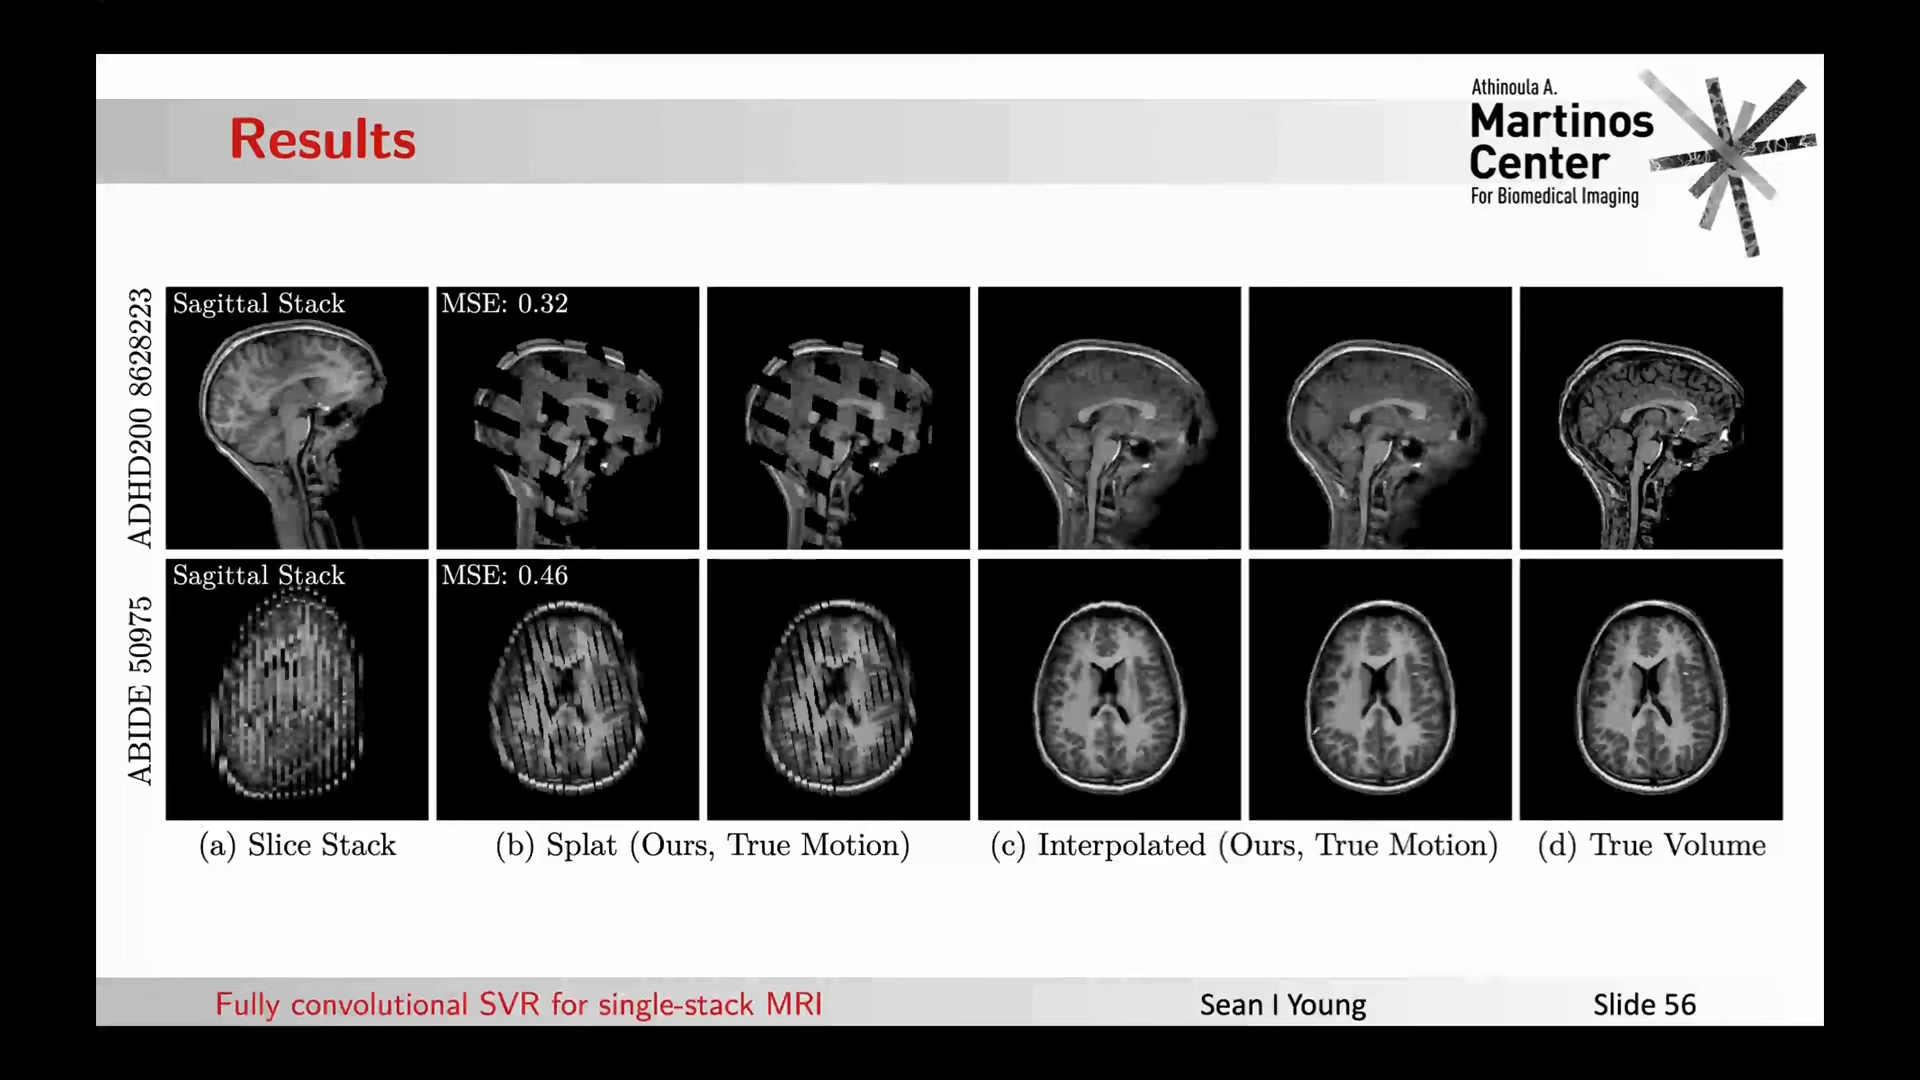 Results
Athinoula A.
Martinos
Center
For Biomedical Imaging
ADHD200 8628223
Sagittal Stack
MSE: 0.32
ABIDE 50975
Sagittal Stack
MSE: 0.46
(a) Slice Stack
(b) Splat (Ours, True Motion)
(c) Interpolated (Ours, True Motion)
(d) True Volume
Fully convolutional SVR for single-stack MRI
Sean I Young
Slide 56